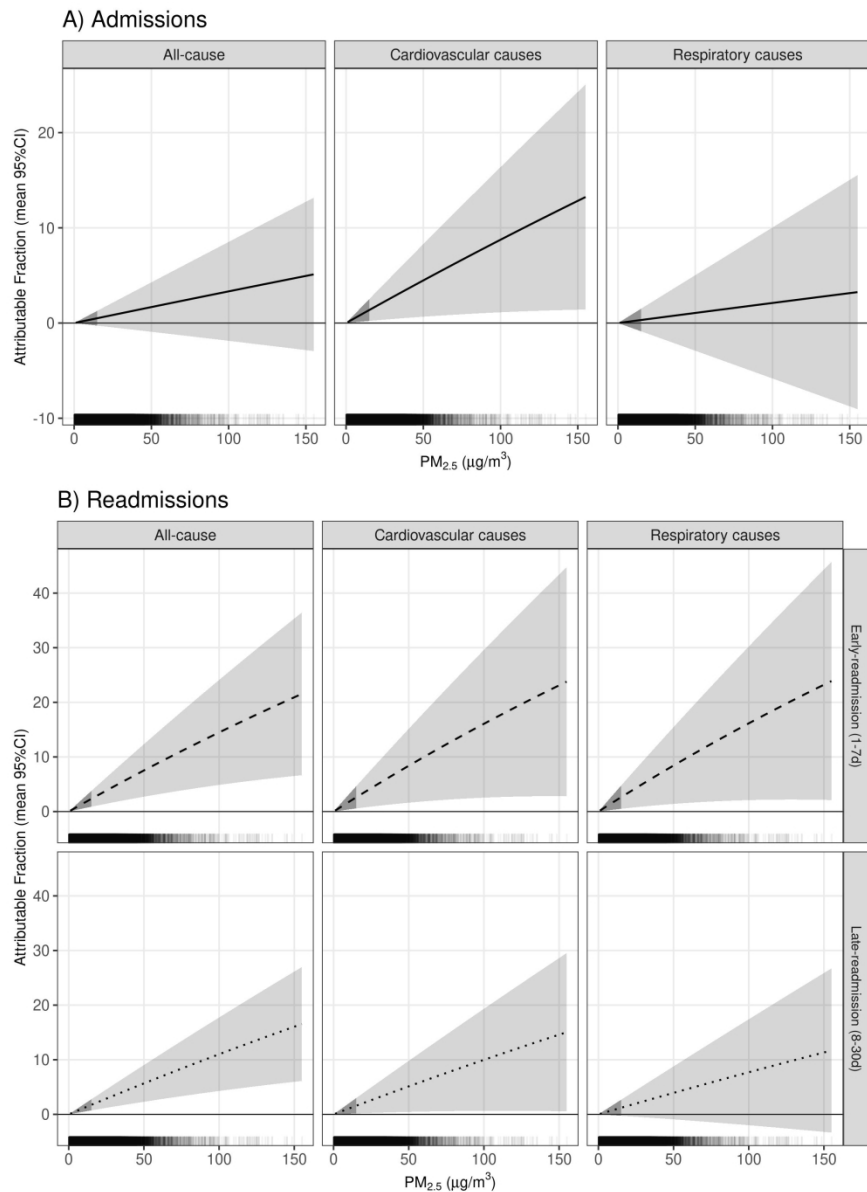 A) Admissions
All-cause
Cardiovascular causes
Respiratory causes
Attributable Fraction (mean 95%CI)
20
10
0
-10
0 50 100 150
0 50 100 150
0 50 100 150
PM2.5 (µg/m³)
B) Readmissions
All-cause
Cardiovascular causes
Respiratory causes
Attributable Fraction (mean 95%CI)
40
30
20
10
0
Early-readmission (1-7d)
40
30
20
10
0
Late-readmission (8-30d)
0 50 100 150
0 50 100 150
0 50 100 150
PM2.5 (µg/m³)